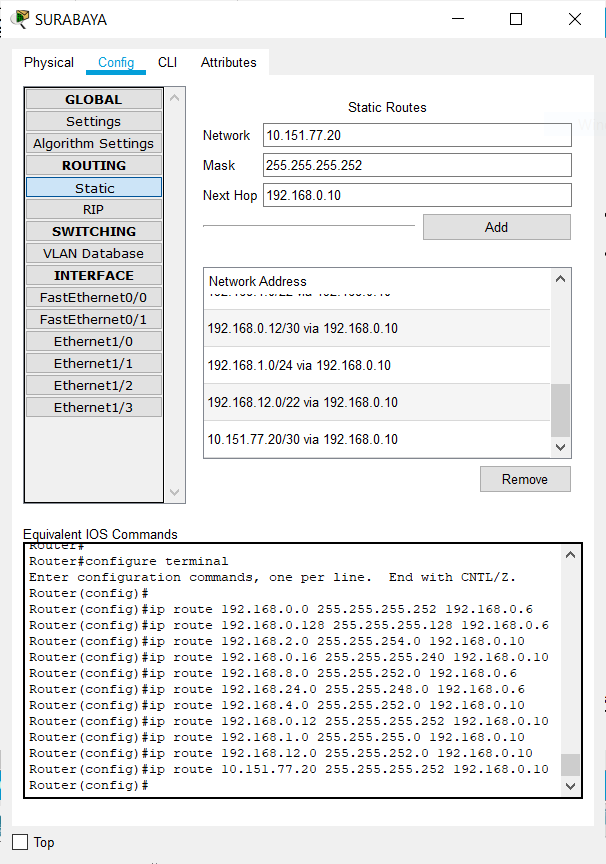 SURABAYA
Physical Config CLI Attributes
GLOBAL
Settings
Algorithm Settings
ROUTING
Static
RIP
SWITCHING
VLAN Database
INTERFACE
FastEthernet0/0
FastEthernet0/1
Ethernet1/0
Ethernet1/1
Ethernet1/2
Ethernet1/3
Static Routes
Network 10.151.77.20
Mask 255.255.255.252
Next Hop 192.168.0.10
Add
Network Address
192.168.0.12/30 via 192.168.0.10
192.168.1.0/24 via 192.168.0.10
192.168.12.0/22 via 192.168.0.10
10.151.77.20/30 via 192.168.0.10
Remove
Equivalent IOS Commands
Router#
Router#configure terminal
Enter configuration commands, one per line. End with CNTL/Z.
Router(config)#
Router(config)#ip route 192.168.0.0 255.255.255.252 192.168.0.6
Router(config)#ip route 192.168.0.128 255.255.255.128 192.168.0.6
Router(config)#ip route 192.168.2.0 255.255.254.0 192.168.0.10
Router(config)#ip route 192.168.0.16 255.255.255.240 192.168.0.10
Router(config)#ip route 192.168.8.0 255.255.252.0 192.168.0.6
Router(config)#ip route 192.168.24.0 255.255.248.0 192.168.0.6
Router(config)#ip route 192.168.4.0 255.255.252.0 192.168.0.10
Router(config)#ip route 192.168.0.12 255.255.255.252 192.168.0.10
Router(config)#ip route 192.168.1.0 255.255.255.0 192.168.0.10
Router(config)#ip route 192.168.12.0 255.255.252.0 192.168.0.10
Router(config)#ip route 10.151.77.20 255.255.255.252 192.168.0.10
Router(config)#
Top